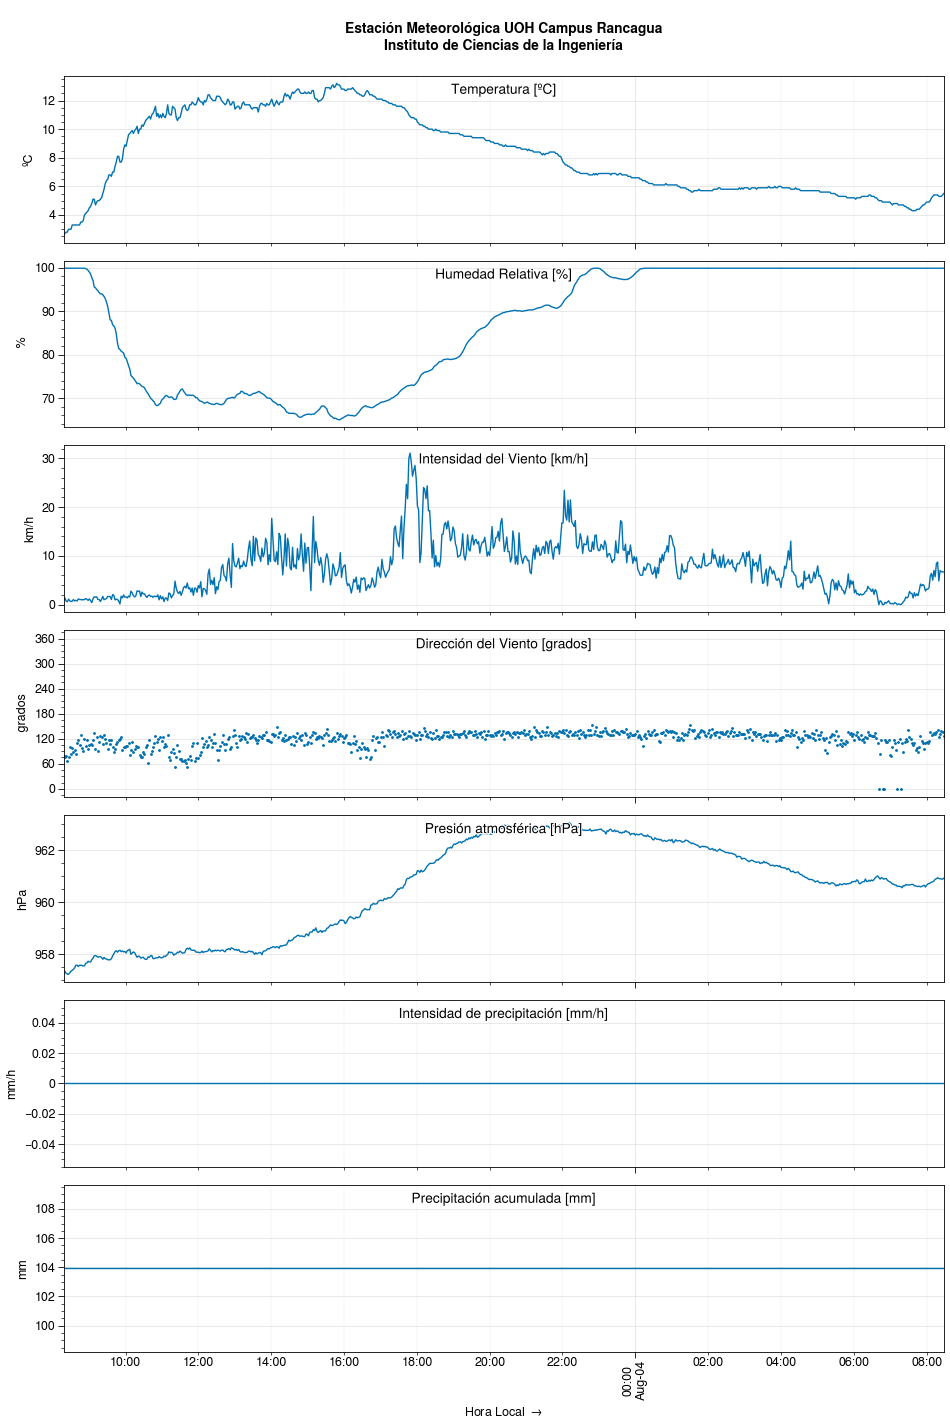 Estación Meteorológica UOH Campus Rancagua
Instituto de Ciencias de la Ingeniería
Temperatura [ºC]
12
10
8
6
4
ºC
Humedad Relativa [%]
100
90
80
70
%
Intensidad del Viento [km/h]
30
20
10
0
km/h
Dirección del Viento [grados]
360
300
240
180
120
60
0
grados
Presión atmosférica [hPa]
962
960
958
hPa
Intensidad de precipitación [mm/h]
0.04
0.02
0
−0.02
−0.04
mm/h
Precipitación acumulada [mm]
108
106
104
102
100
mm
10:00 12:00 14:00 16:00 18:00 20:00 22:00 00:00 02:00 04:00 06:00 08:00
Aug-04
Hora Local →